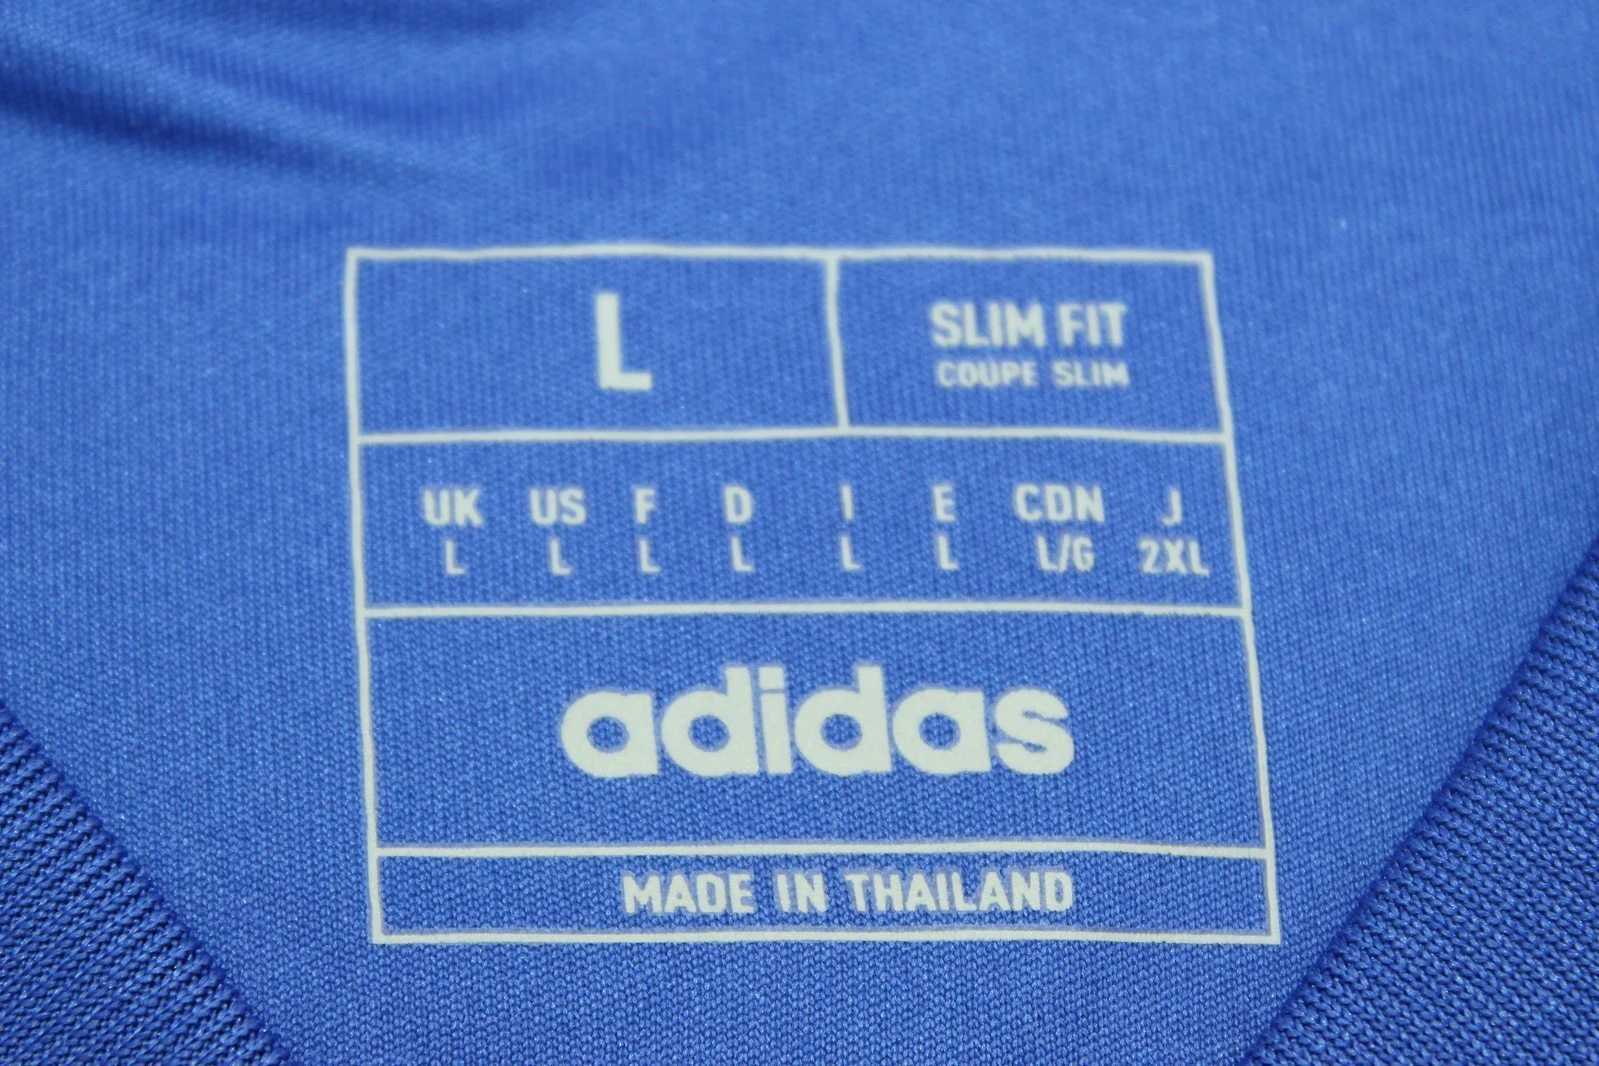 L
SLIM FIT
COUPE SLIM
UK US F D I E CDN J
L L L L L L L/G 2XL
adidas
MADE IN THAILAND